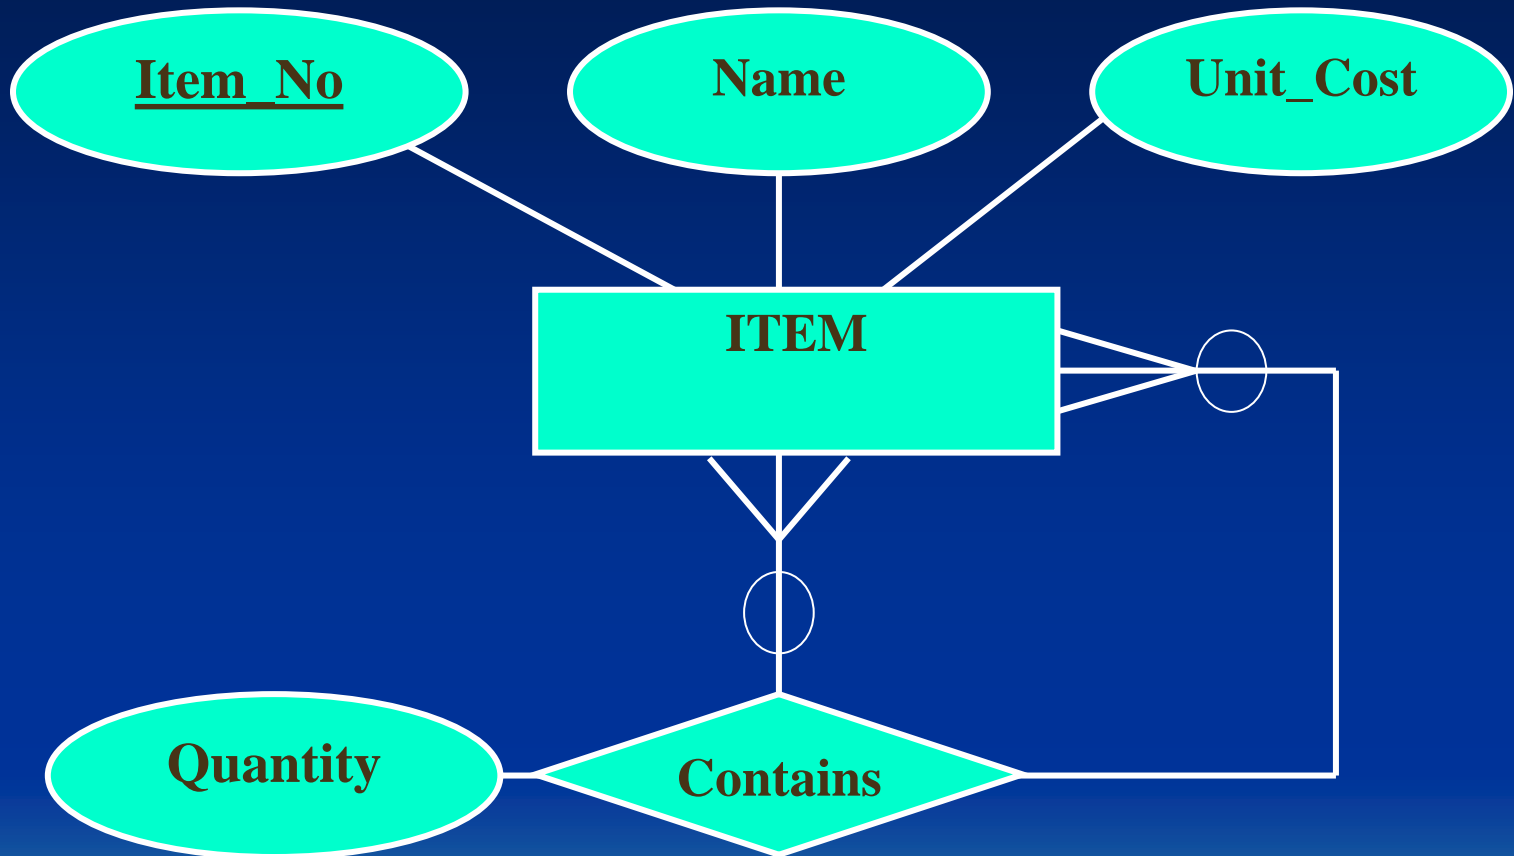 Item_No
Name
Unit_Cost
ITEM
Quantity
Contains